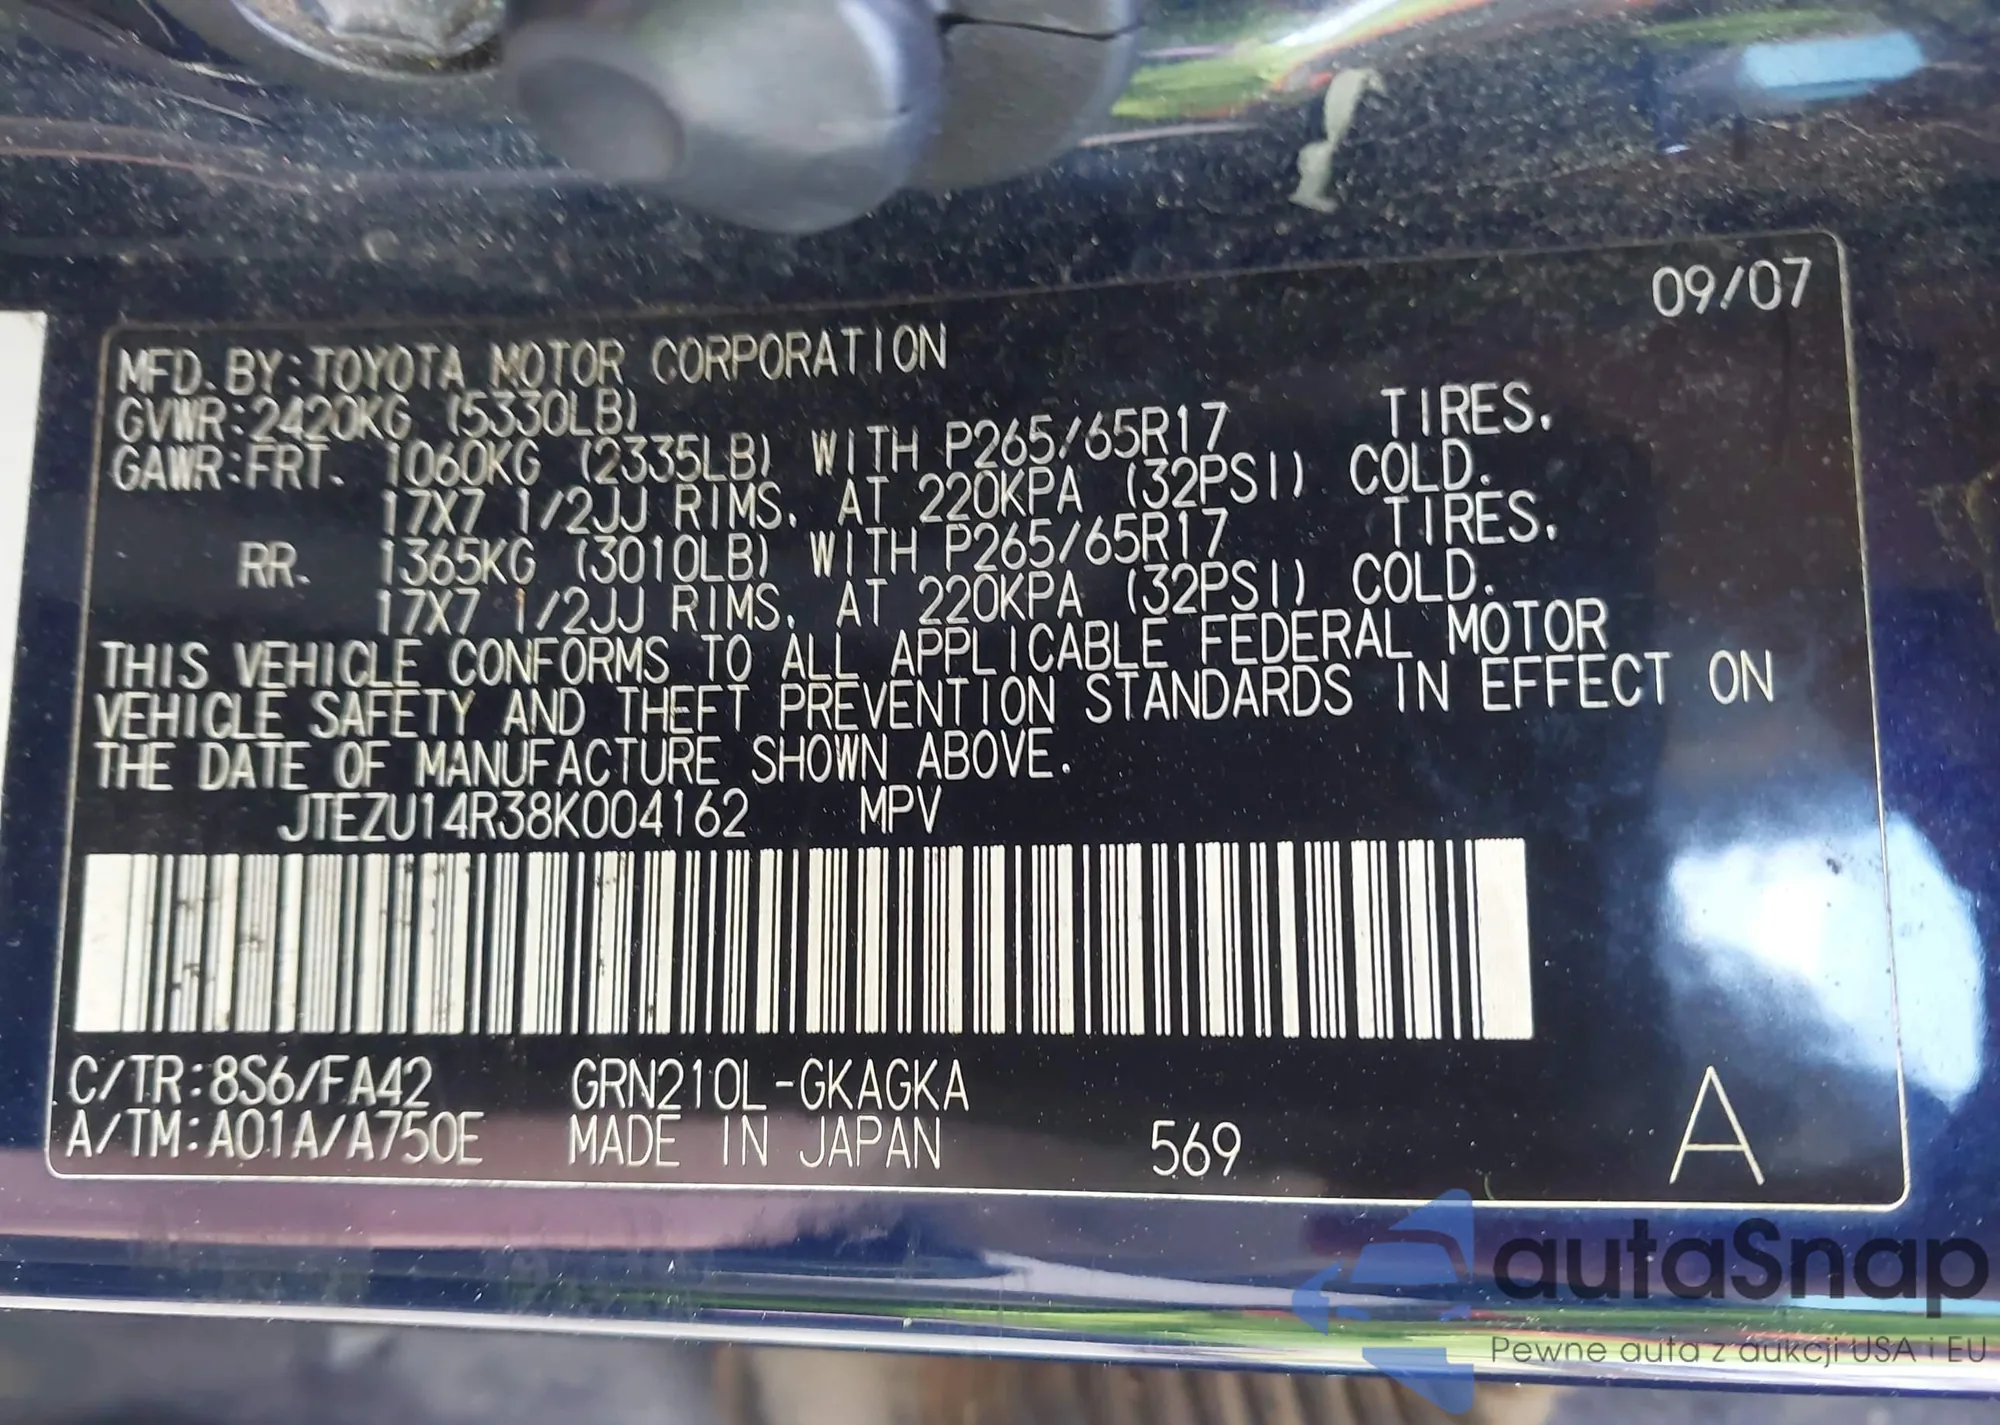 09/07
MFD. BY: TOYOTA MOTOR CORPORATION
GVWR: 2420KG (5330LB)
GAWR: FRT. 1060KG (2335LB) WITH P265/65R17 TIRES.
17X7 1/2JJ RIMS. AT 220KPA (32PSI) COLD.
RR. 1365KG (3010LB) WITH P265/65R17 TIRES.
17X7 1/2JJ RIMS. AT 220KPA (32PSI) COLD.
THIS VEHICLE CONFORMS TO ALL APPLICABLE FEDERAL MOTOR
VEHICLE SAFETY AND THEFT PREVENTION STANDARDS IN EFFECT ON
THE DATE OF MANUFACTURE SHOWN ABOVE.
JTEZU14R38K004162 MPV
C/TR: 8S6/FA42 GRN210L-GKAGKA
A/TM: A01A/A750E MADE IN JAPAN 569 A
autaSnap
Pewne auta z aukcji USA i EU